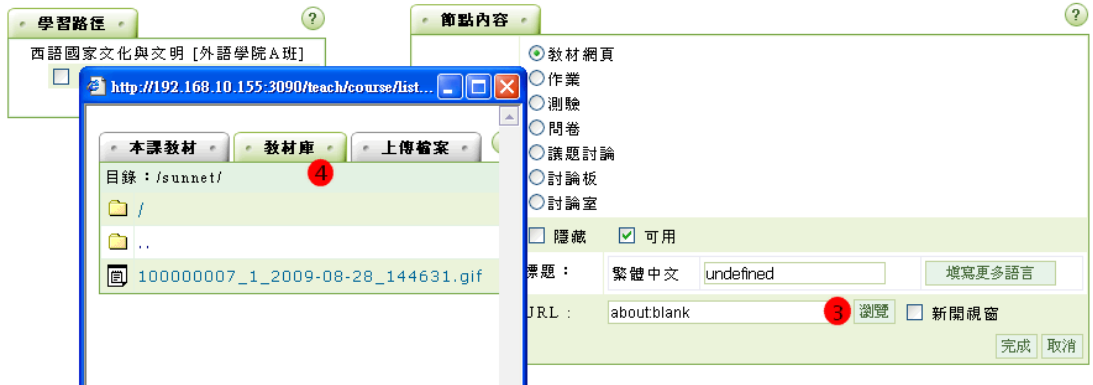 學習路徑
?
西語國家文化與文明 [外語學院A班]
http://192.168.10.155:3090/teach/course/list...
本課教材
教材庫
上傳檔案
4
目錄：/sunnet/
/
..
100000007_1_2009-08-28_144631.gif
節點內容
?
教材網頁
作業
測驗
問卷
議題討論
討論板
討論室
隱藏
可用
標題：
繁體中文
undefined
填寫更多語言
URL :
about:blank
3
瀏覽
新開視窗
完成
取消